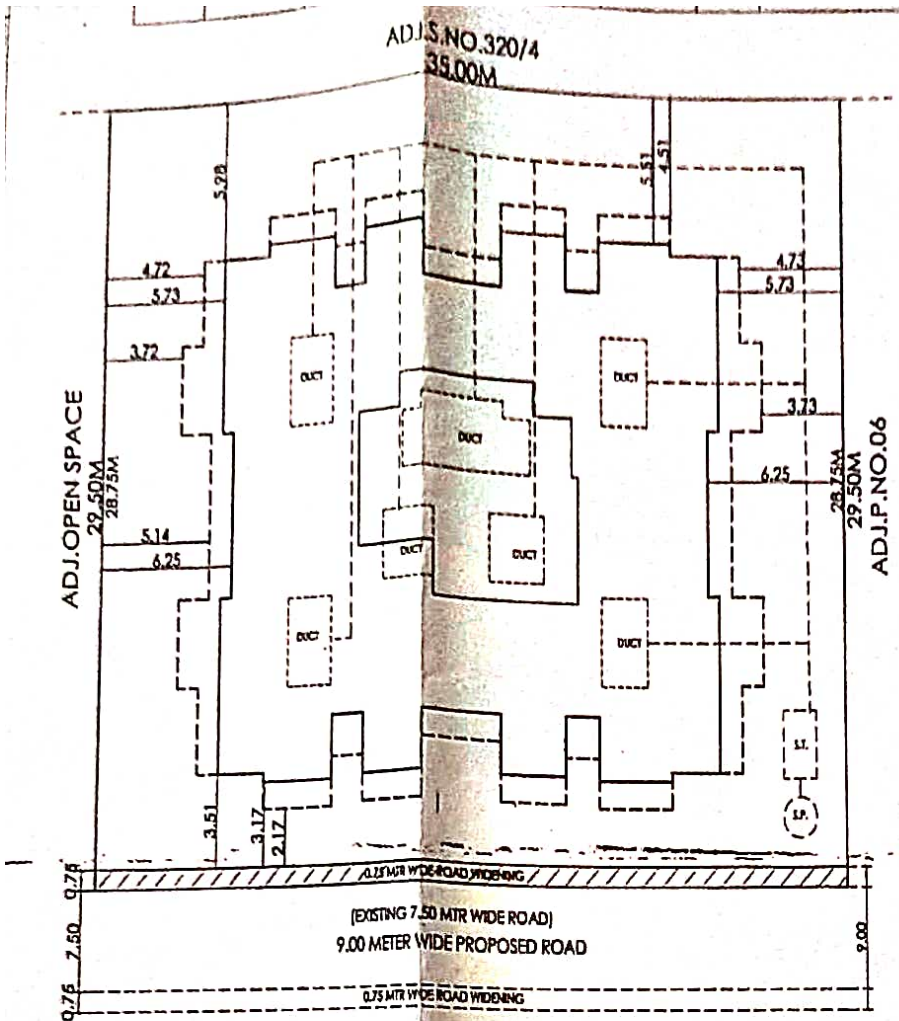 ADJ.S.NO.320/4
35.00M
5.98
5.51
4.51
4.72
5.73
3.72
4.73
5.73
3.73
DUCT
DUCT
DUCT
ADJ.OPEN SPACE
29.50M
28.75M
6.25
28.75M
29.50M
ADJ.P.NO.06
5.14
6.25
DUCT
DUCT
DUCT
DUCT
S.T.
S.P.
3.51
3.17
2.17
0.75
0.75 MTR WIDE ROAD WIDENING
(EXISTING 7.50 MTR WIDE ROAD)
9.00 METER WIDE PROPOSED ROAD
7.50
9.00
0.75
0.75 MTR WIDE ROAD WIDENING